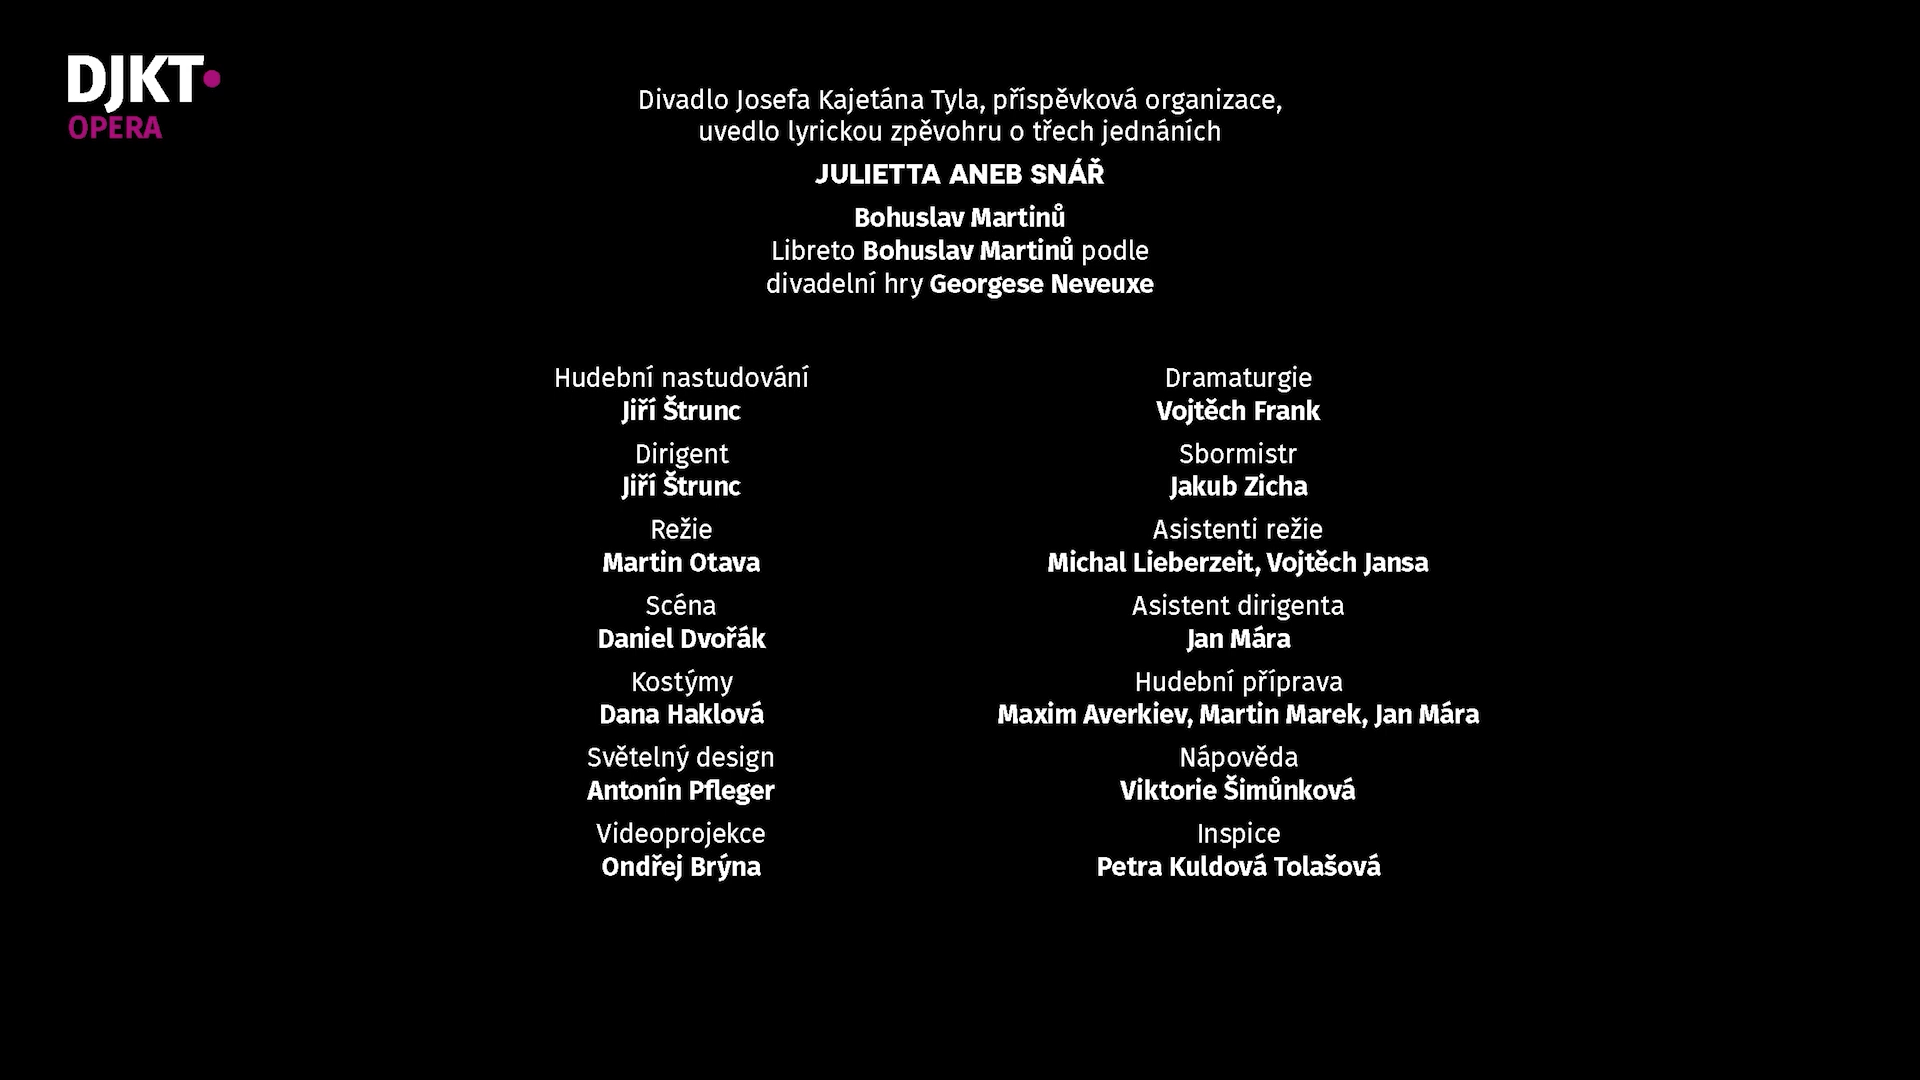 DJKT
OPERA
Divadlo Josefa Kajetána Tyla, příspěvková organizace,
uvedlo lyrickou zpěvohru o třech jednáních
JULIETTA ANEB SNÁŘ
Bohuslav Martinů
Libreto Bohuslav Martinů podle
divadelní hry Georgese Neveuxe
Hudební nastudování
Jiří Štrunc
Dirigent
Jiří Štrunc
Režie
Martin Otava
Scéna
Daniel Dvořák
Kostýmy
Dana Haklová
Světelný design
Antonín Pfleger
Videoprojekce
Ondřej Brýna
Dramaturgie
Vojtěch Frank
Sbormistr
Jakub Zicha
Asistenti režie
Michal Lieberzeit, Vojtěch Jansa
Asistent dirigenta
Jan Mára
Hudební příprava
Maxim Averkiev, Martin Marek, Jan Mára
Nápověda
Viktorie Šimůnková
Inspice
Petra Kuldová Tolašová